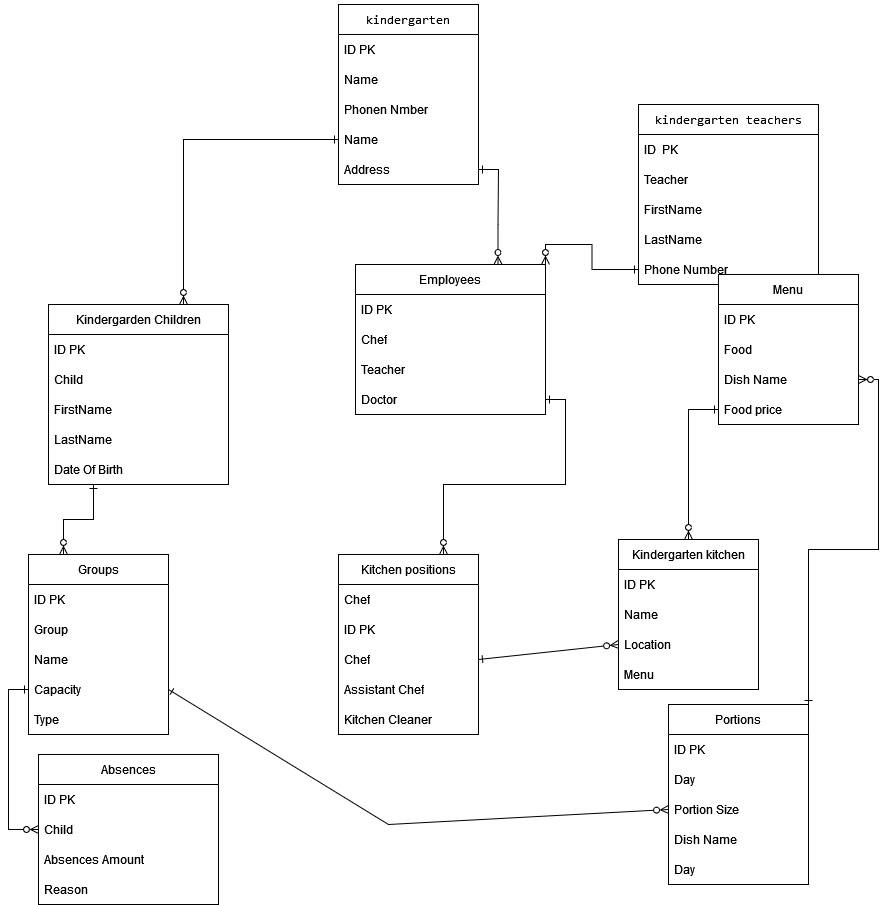 kindergarten
ID PK
Name
Phonen Nmber
Name
Address
kindergarten teachers
ID PK
Teacher
FirstName
LastName
Phone Number
Employees
ID PK
Chef
Teacher
Doctor
Menu
ID PK
Food
Dish Name
Food price
Kindergarden Children
ID PK
Child
FirstName
LastName
Date Of Birth
Groups
ID PK
Group
Name
Capacity
Type
Kitchen positions
Chef
ID PK
Chef
Assistant Chef
Kitchen Cleaner
Kindergarten kitchen
ID PK
Name
Location
Menu
Portions
ID PK
Day
Portion Size
Dish Name
Day
Absences
ID PK
Child
Absences Amount
Reason